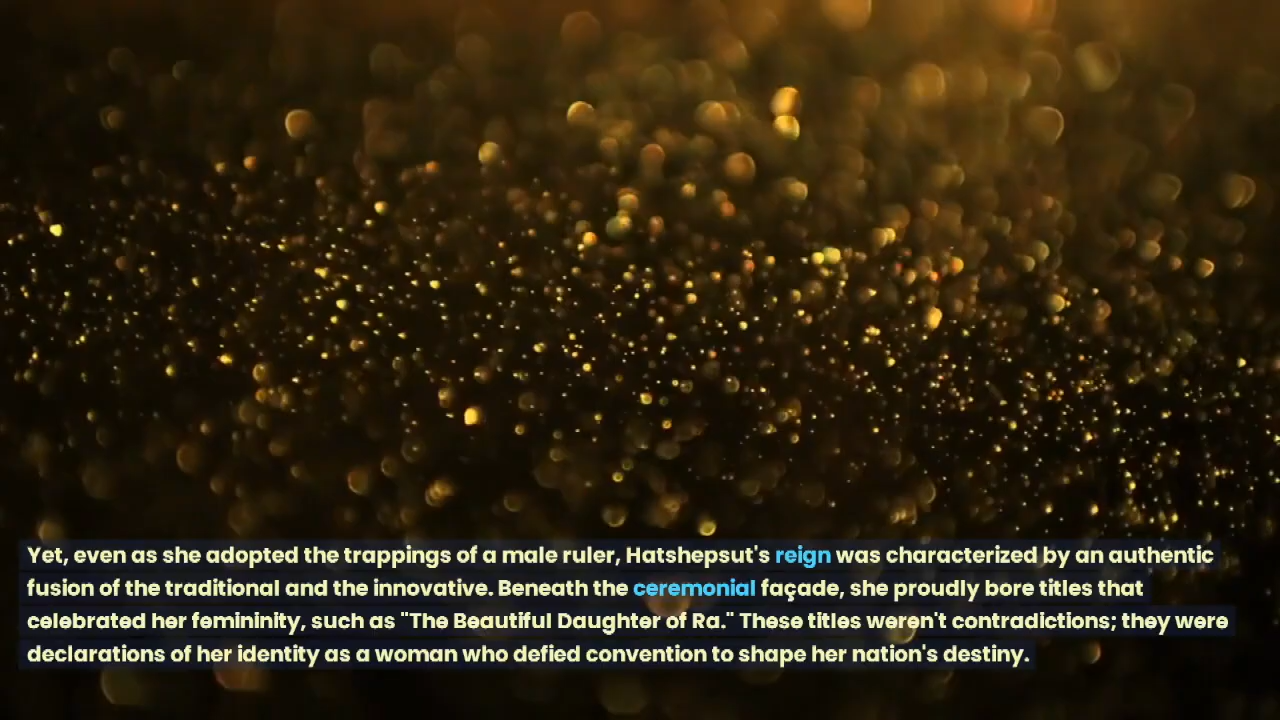 Yet, even as she adopted the trappings of a male ruler, Hatshepsut's reign was characterized by an authentic
fusion of the traditional and the innovative. Beneath the ceremonial façade, she proudly bore titles that
celebrated her femininity, such as "The Beautiful Daughter of Ra." These titles weren't contradictions; they were
declarations of her identity as a woman who defied convention to shape her nation's destiny.